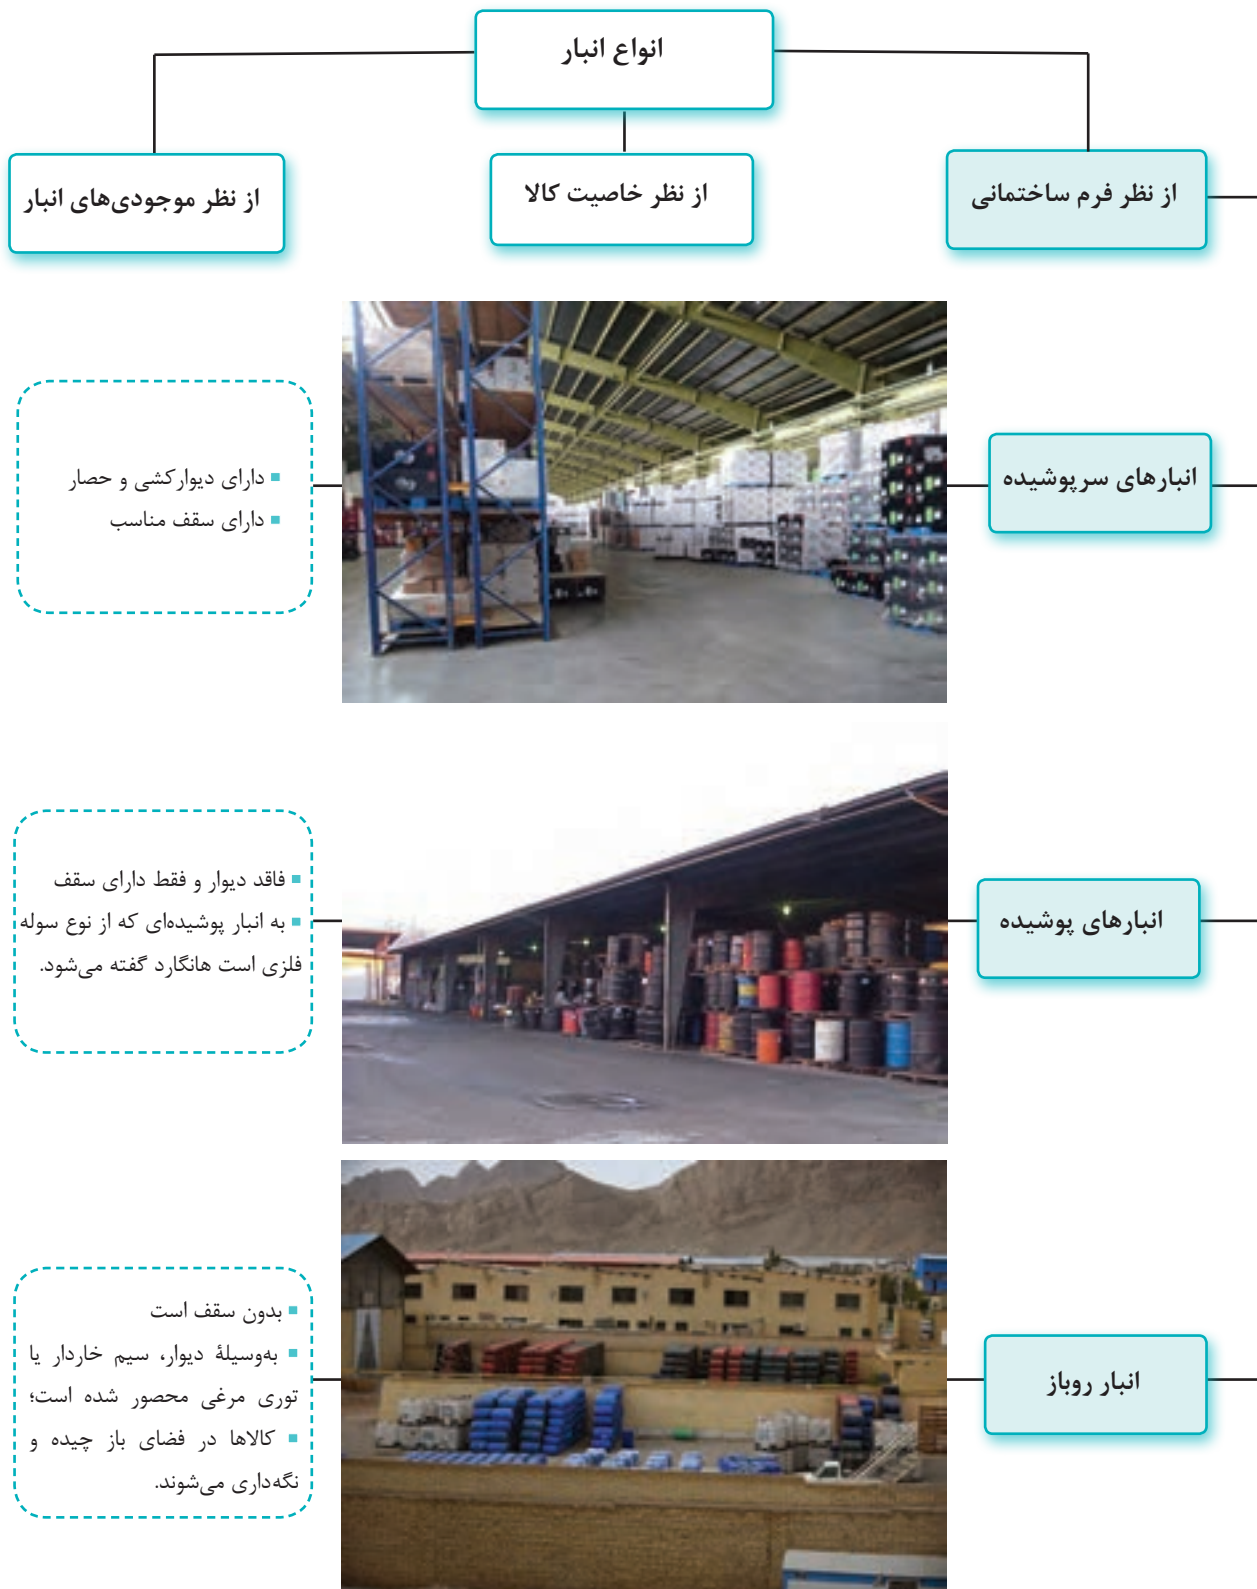 انواع انبار
از نظر فرم ساختمانی
از نظر خاصیت کالا
از نظر موجودی‌های انبار
انبارهای سرپوشیده
▪ دارای دیوارکشی و حصار
▪ دارای سقف مناسب
انبارهای پوشیده
▪ فاقد دیوار و فقط دارای سقف
▪ به انبار پوشیده‌ای که از نوع سوله
فلزی است هانگارد گفته می‌شود.
انبار روباز
▪ بدون سقف است
▪ به‌وسیلهٔ دیوار، سیم خاردار یا
توری مرغی محصور شده است؛
▪ کالاها در فضای باز چیده و
نگه‌داری می‌شوند.